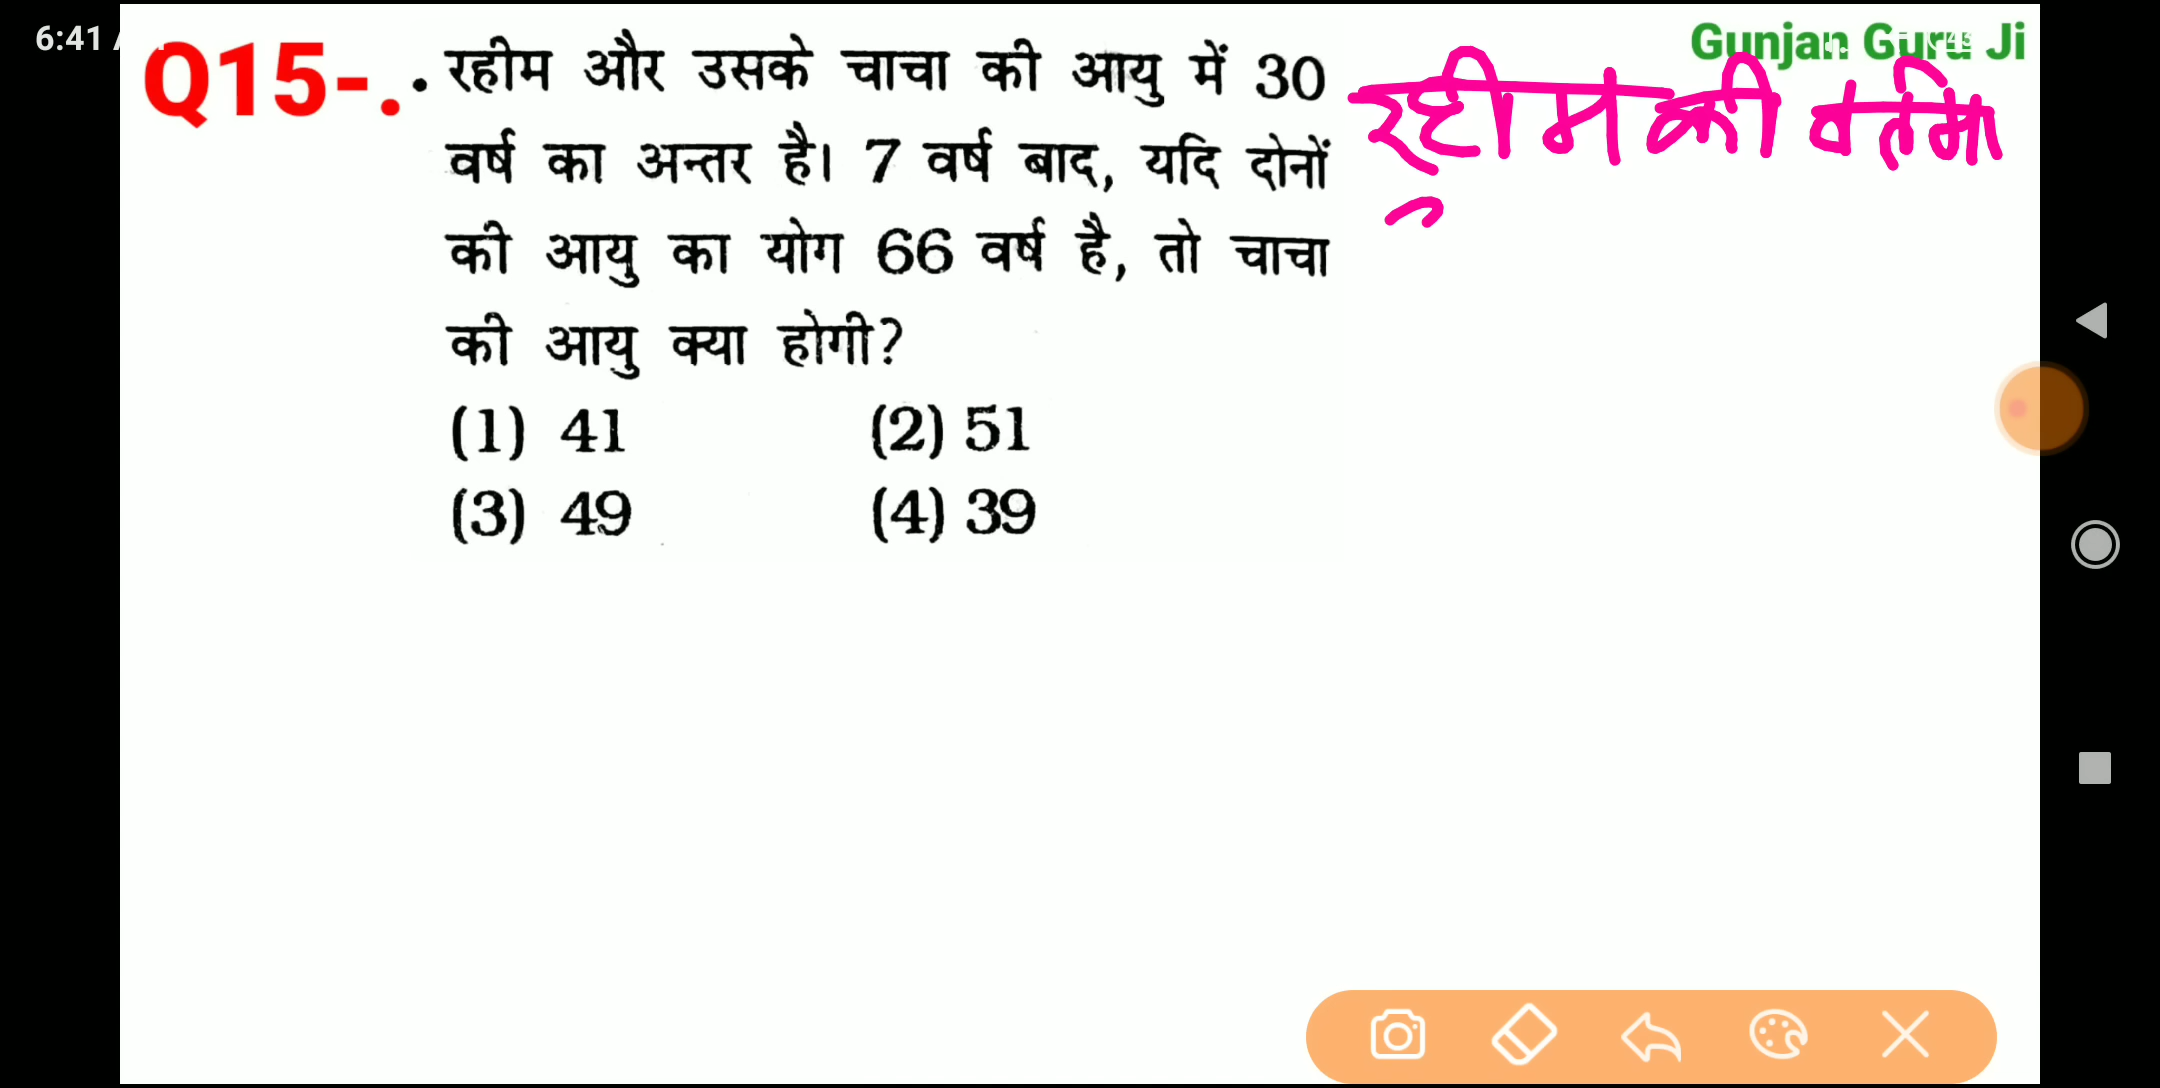 6:41
Gunjan Guru Ji
Q15-.
. रहीम और उसके चाचा की आयु में 30
वर्ष का अन्तर है। 7 वर्ष बाद, यदि दोनों
की आयु का योग 66 वर्ष है, तो चाचा
की आयु क्या होगी?
(1) 41 (2) 51
(3) 49 (4) 39
रहीम की वर्तमा